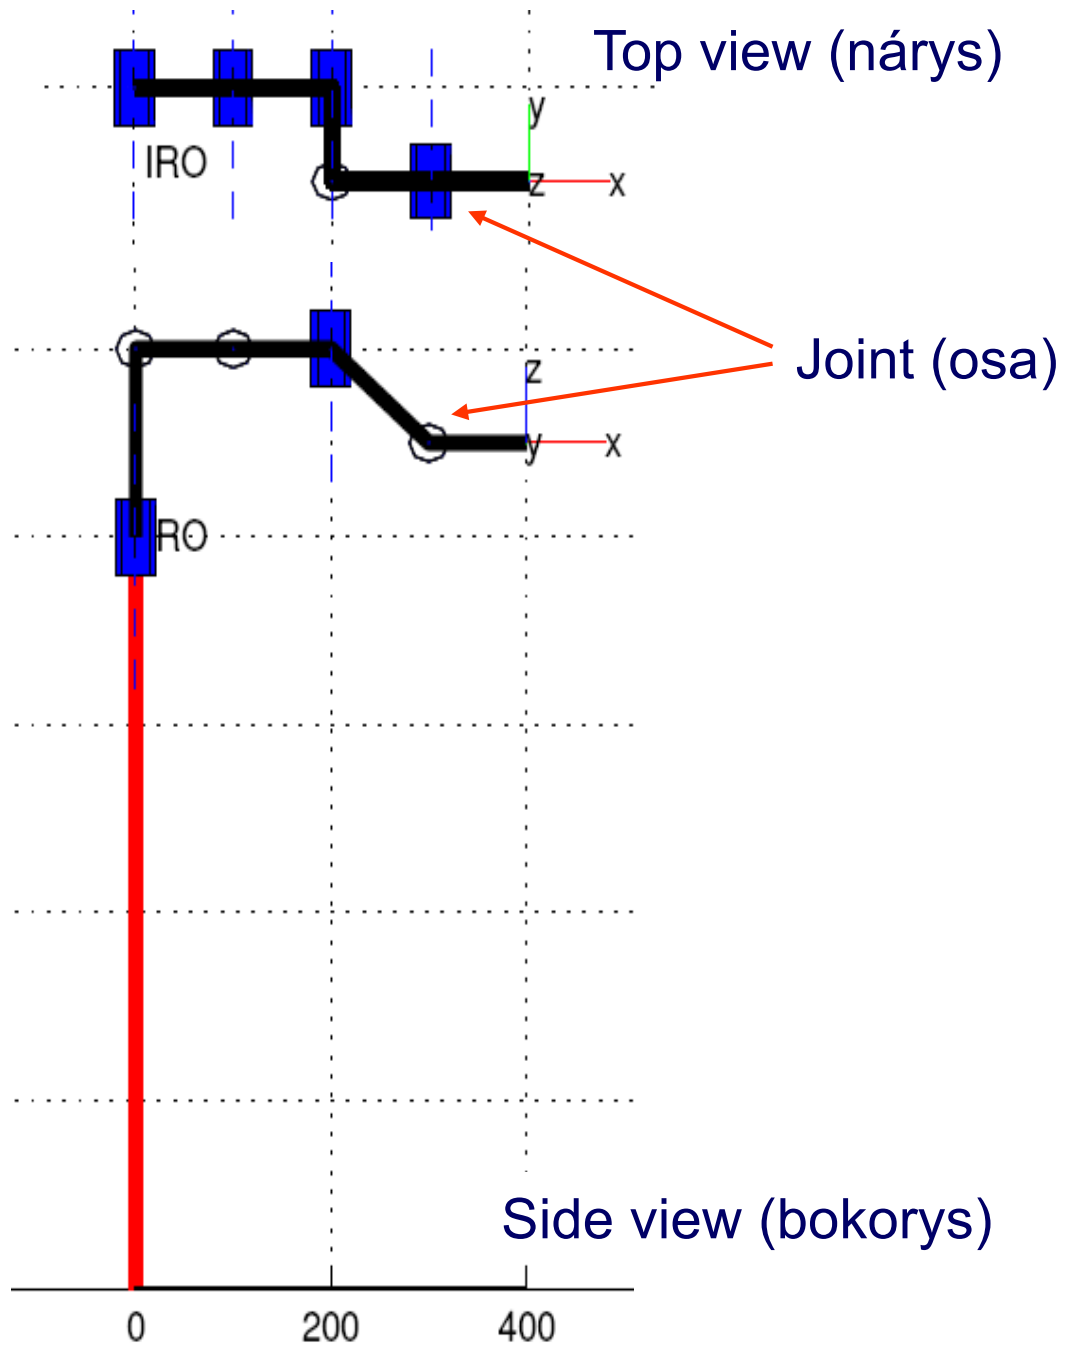 Top view (nárys)
y
IRO
z
x
Joint (osa)
z
y
x
RO
Side view (bokorys)
0
200
400